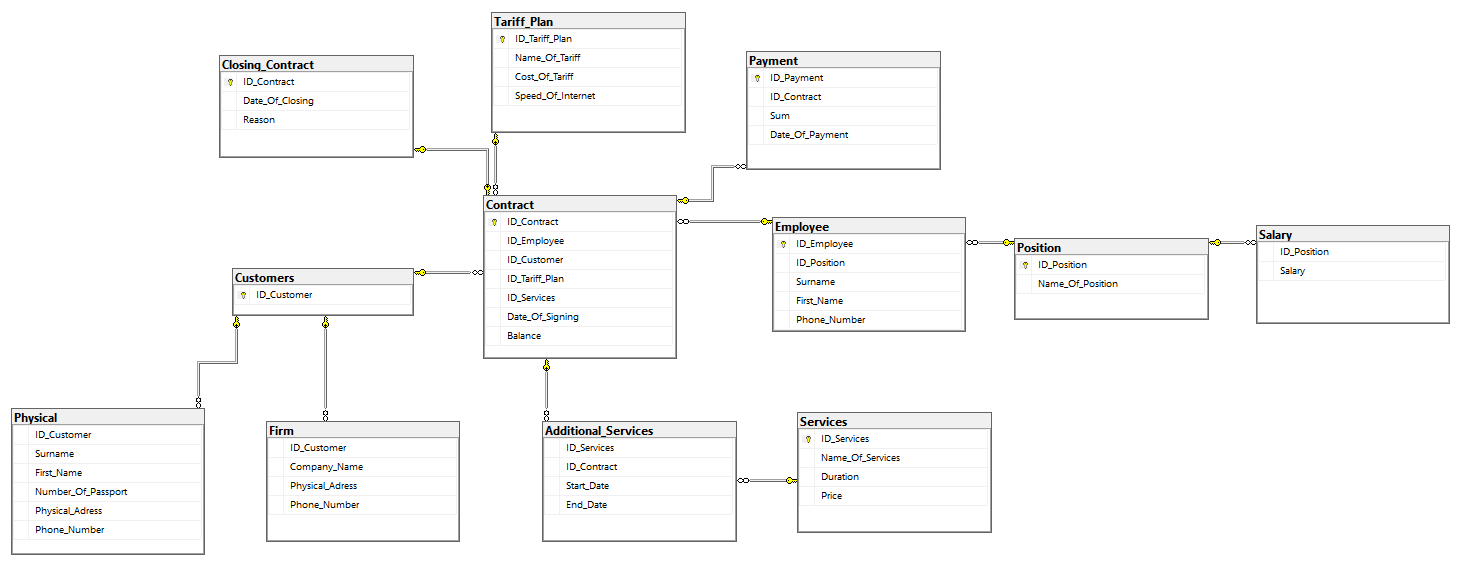 Tariff_Plan
ID_Tariff_Plan
Name_Of_Tariff
Cost_Of_Tariff
Speed_Of_Internet
Closing_Contract
ID_Contract
Date_Of_Closing
Reason
Payment
ID_Payment
ID_Contract
Sum
Date_Of_Payment
Contract
ID_Contract
ID_Employee
ID_Customer
ID_Tariff_Plan
ID_Services
Date_Of_Signing
Balance
Employee
ID_Employee
ID_Position
Surname
First_Name
Phone_Number
Position
ID_Position
Name_Of_Position
Salary
ID_Position
Salary
Customers
ID_Customer
Physical
ID_Customer
Surname
First_Name
Number_Of_Passport
Physical_Adress
Phone_Number
Firm
ID_Customer
Company_Name
Physical_Adress
Phone_Number
Additional_Services
ID_Services
ID_Contract
Start_Date
End_Date
Services
ID_Services
Name_Of_Services
Duration
Price